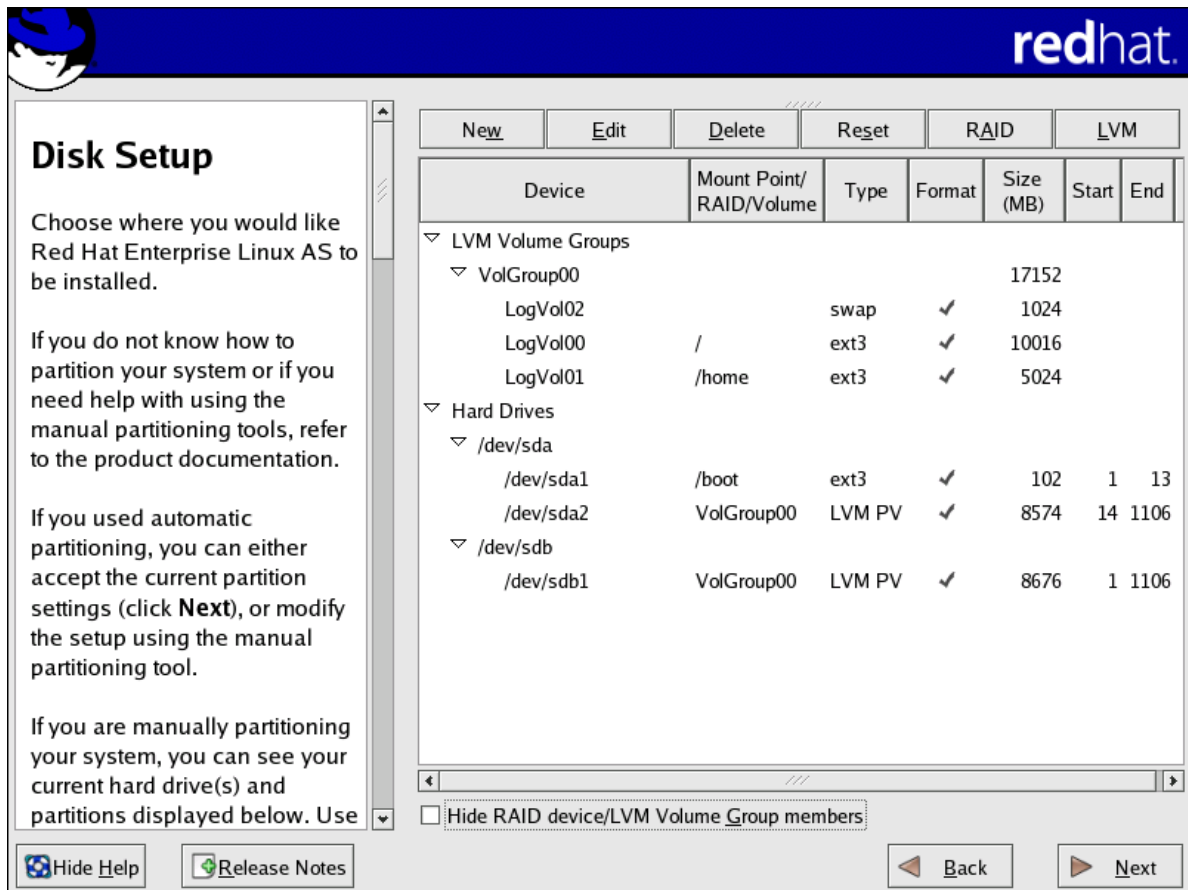 redhat.
Disk Setup
Choose where you would like
Red Hat Enterprise Linux AS to
be installed.
If you do not know how to
partition your system or if you
need help with using the
manual partitioning tools, refer
to the product documentation.
If you used automatic
partitioning, you can either
accept the current partition
settings (click Next), or modify
the setup using the manual
partitioning tool.
If you are manually partitioning
your system, you can see your
current hard drive(s) and
partitions displayed below. Use
New Edit Delete Reset RAID LVM
Device Mount Point/ RAID/Volume Type Format Size (MB) Start End
LVM Volume Groups
VolGroup00 17152
LogVol02 swap 1024
LogVol00 / ext3 10016
LogVol01 /home ext3 5024
Hard Drives
/dev/sda
/dev/sda1 /boot ext3 102 1 13
/dev/sda2 VolGroup00 LVM PV 8574 14 1106
/dev/sdb
/dev/sdb1 VolGroup00 LVM PV 8676 1 1106
Hide RAID device/LVM Volume Group members
Hide Help Release Notes Back Next